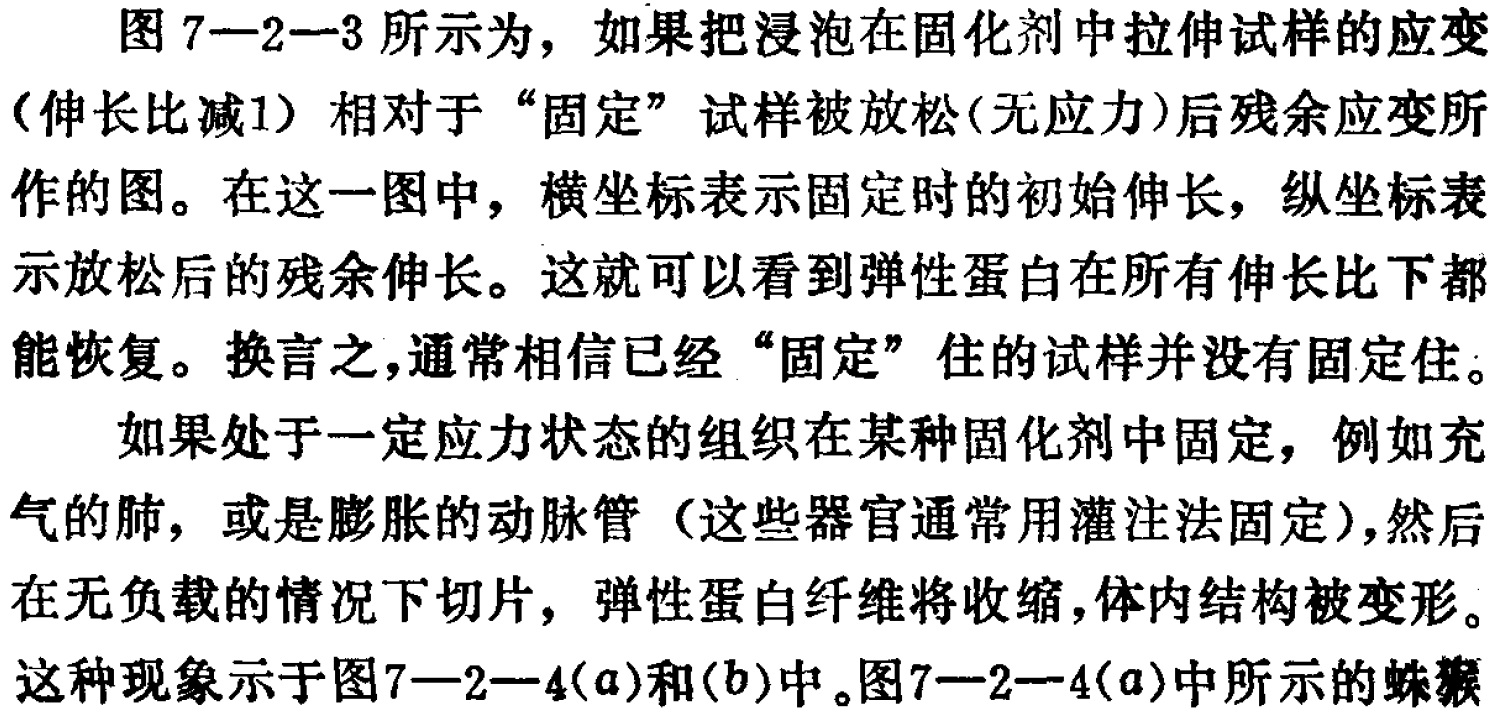 图 7—2—3 所示为，如果把浸泡在固化剂中拉伸试样的应变
（伸长比减1） 相对于 “固定” 试样被放松(无应力)后残余应变所
作的图。在这一图中，横坐标表示固定时的初始伸长，纵坐标表
示放松后的残余伸长。这就可以看到弹性蛋白在所有伸长比下都
能恢复。换言之,通常相信已经 “固定” 住的试样并没有固定住。
如果处于一定应力状态的组织在某种固化剂中固定，例如充
气的肺，或是膨胀的动脉管 （这些器官通常用灌注法固定),然后
在无负载的情况下切片，弹性蛋白纤维将收缩,体内结构被变形。
这种现象示于图7—2—4(a)和(b)中。图7—2—4(a)中所示的蛛猴